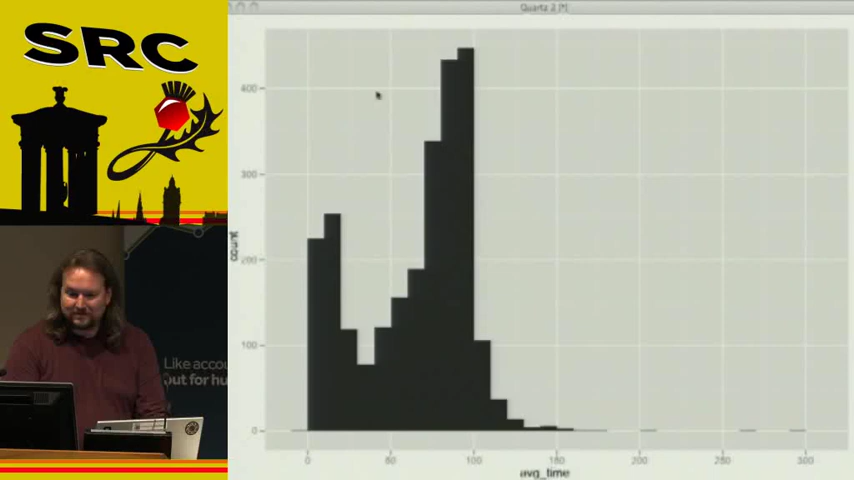 SRC
Quartz 2 [*]
400
300
200
100
0
count
0
50
100
150
200
250
300
avg_time
Like accou
out for hu